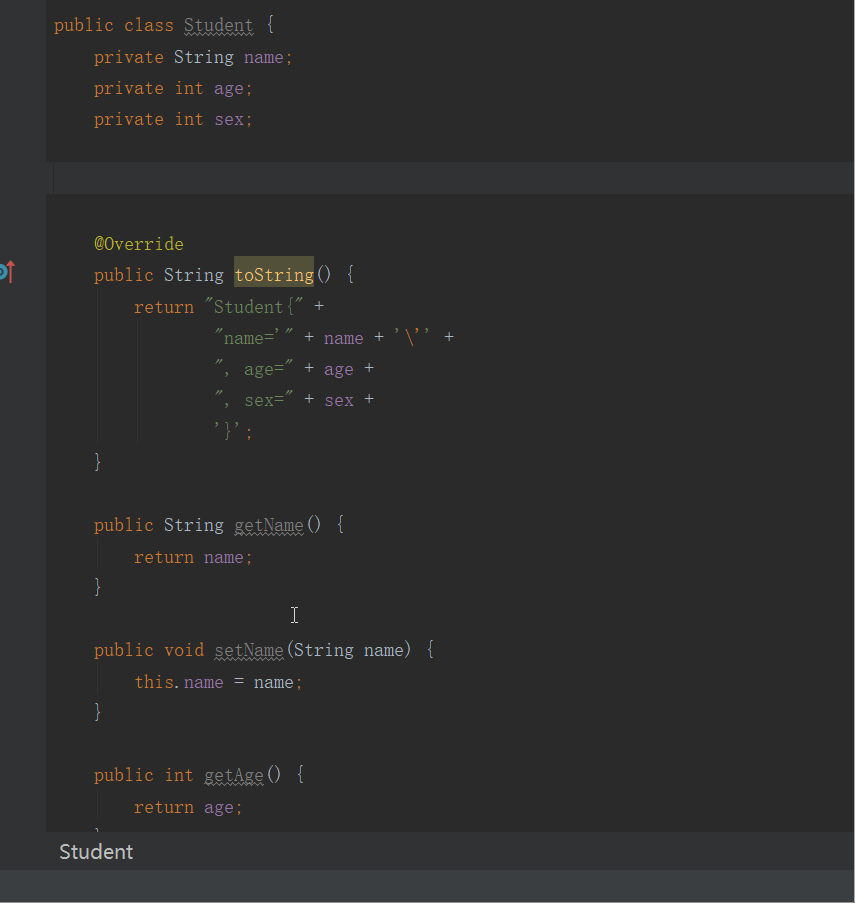 public class Student {
    private String name;
    private int age;
    private int sex;
    @Override
    public String toString() {
        return "Student{" +
                "name='" + name + '\'' +
                ", age=" + age +
                ", sex=" + sex +
                '}';
    }
    public String getName() {
        return name;
    }
    public void setName(String name) {
        this.name = name;
    }
    public int getAge() {
        return age;
Student